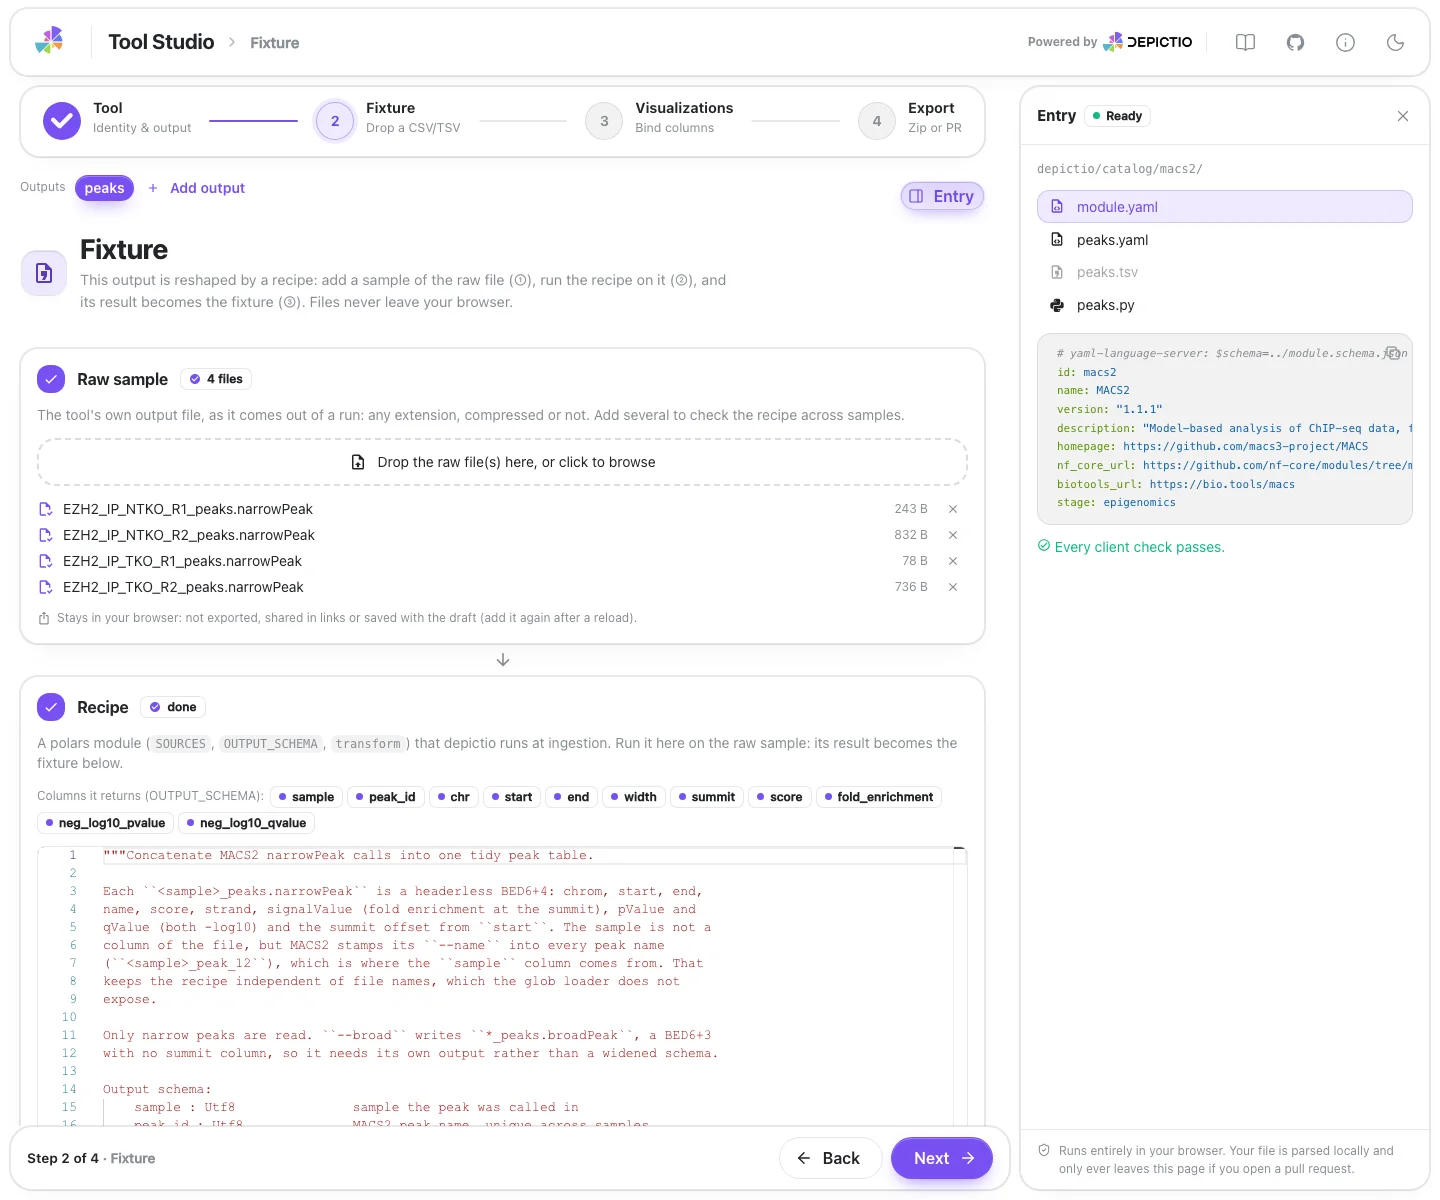 Tool Studio > Fixture
Powered by DEPICTIO
Tool
Identity & output
2
Fixture
Drop a CSV/TSV
3
Visualizations
Bind columns
4
Export
Zip or PR
Outputs peaks + Add output
Entry
Fixture
This output is reshaped by a recipe: add a sample of the raw file (①), run the recipe on it (②), and
its result becomes the fixture (③). Files never leave your browser.
Raw sample 4 files
The tool's own output file, as it comes out of a run: any extension, compressed or not. Add several to check the recipe across samples.
Drop the raw file(s) here, or click to browse
EZH2_IP_NTKO_R1_peaks.narrowPeak 243 B ×
EZH2_IP_NTKO_R2_peaks.narrowPeak 832 B ×
EZH2_IP_TKO_R1_peaks.narrowPeak 78 B ×
EZH2_IP_TKO_R2_peaks.narrowPeak 736 B ×
Stays in your browser: not exported, shared in links or saved with the draft (add it again after a reload).
Recipe done
A polars module ( SOURCES , OUTPUT_SCHEMA , transform ) that depictio runs at ingestion. Run it here on the raw sample: its result becomes the
fixture below.
Columns it returns (OUTPUT_SCHEMA): sample peak_id chr start end width summit score fold_enrichment
neg_log10_pvalue neg_log10_qvalue
1 """Concatenate MACS2 narrowPeak calls into one tidy peak table.
2
3 Each ``<sample>_peaks.narrowPeak`` is a headerless BED6+4: chrom, start, end,
4 name, score, strand, signalValue (fold enrichment at the summit), pValue and
5 qValue (both -log10) and the summit offset from ``start``. The sample is not a
6 column of the file, but MACS2 stamps its ``--name`` into every peak name
7 (``<sample>_peak_12``), which is where the ``sample`` column comes from. That
8 keeps the recipe independent of file names, which the glob loader does not
9 expose.
10
11 Only narrow peaks are read. ``--broad`` writes ``*_peaks.broadPeak``, a BED6+3
12 with no summit column, so it needs its own output rather than a widened schema.
13
14 Output schema:
15 sample : Utf8 sample the peak was called in
16 peak_id : Utf8 MACS2 peak name, unique across samples
Step 2 of 4 · Fixture
← Back
Next →
Entry Ready ×
depictio/catalog/macs2/
module.yaml
peaks.yaml
peaks.tsv
peaks.py
# yaml-language-server: $schema=../module.schema.json
id: macs2
name: MACS2
version: "1.1.1"
description: "Model-based analysis of ChIP-seq data, f
homepage: https://github.com/macs3-project/MACS
nf_core_url: https://github.com/nf-core/modules/tree/m
biotools_url: https://bio.tools/macs
stage: epigenomics
Every client check passes.
Runs entirely in your browser. Your file is parsed locally and
only ever leaves this page if you open a pull request.